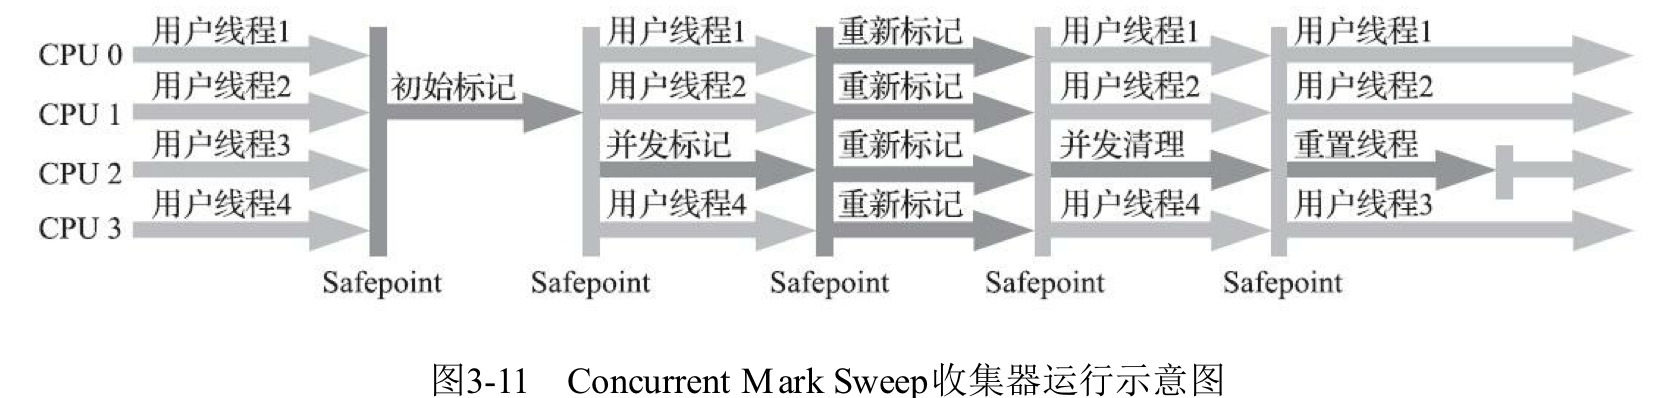 用户线程1 用户线程1 重新标记 用户线程1 用户线程1
CPU 0
用户线程2 初始标记 用户线程2 重新标记 用户线程2 用户线程2
CPU 1
用户线程3 并发标记 重新标记 并发清理 重置线程
CPU 2
用户线程4 用户线程4 重新标记 用户线程4 用户线程3
CPU 3
Safepoint Safepoint Safepoint Safepoint Safepoint
图3-11 Concurrent Mark Sweep收集器运行示意图